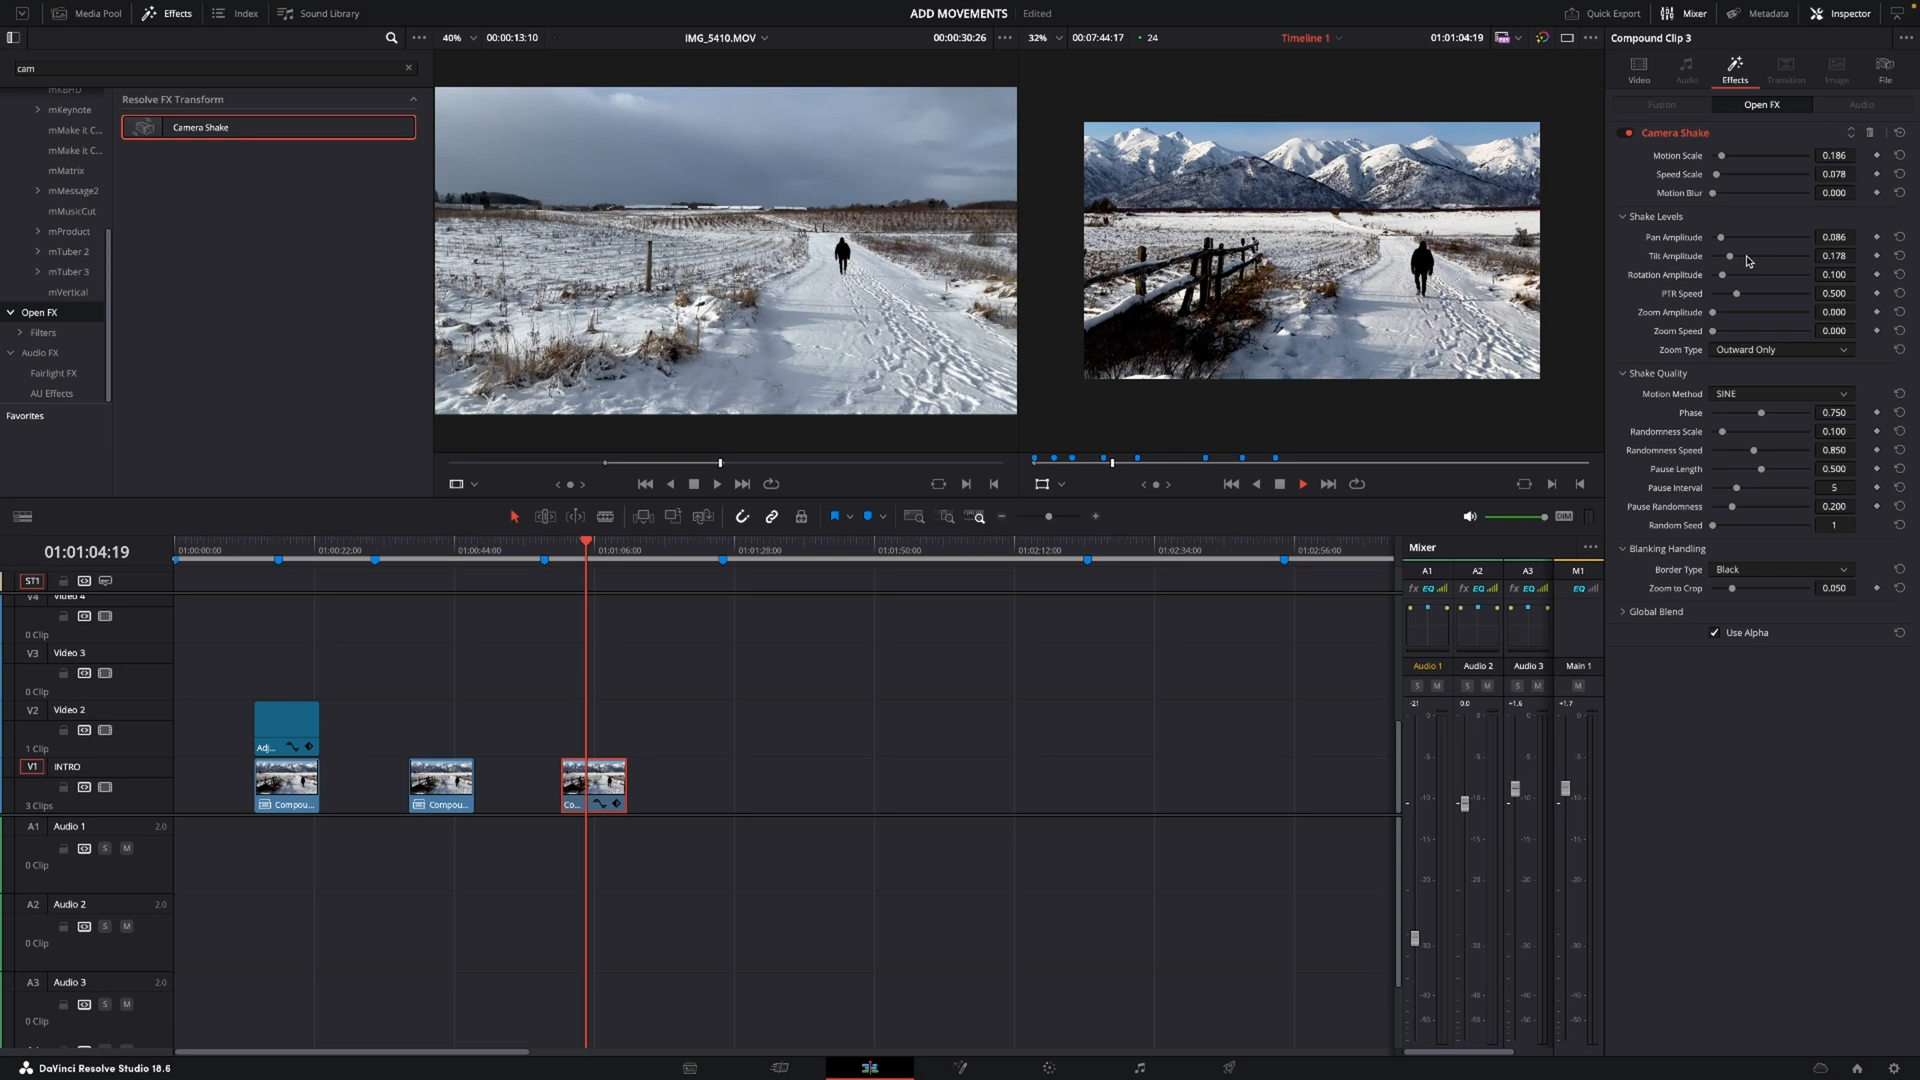 Media Pool
Effects
Index
Sound Library
ADD MOVEMENTS
Edited
Quick Export
Mixer
Metadata
Inspector
40%
00:00:13:10
IMG_5410.MOV
00:00:30:26
32%
00:07:44:17
24
Timeline 1
01:01:04:19
Compound Clip 3
cam
mKBHD
mKeynote
mMake it C...
mMake it C...
mMatrix
mMessage2
mMusicCut
mProduct
mTuber 2
mTuber 3
mVertical
Open FX
Filters
Audio FX
Fairlight FX
AU Effects
Favorites
Resolve FX Transform
Camera Shake
Video
Audio
Effects
Transition
Image
File
Fusion
Open FX
Audio
Camera Shake
Motion Scale 0.186
Speed Scale 0.078
Motion Blur 0.000
Shake Levels
Pan Amplitude 0.086
Tilt Amplitude 0.178
Rotation Amplitude 0.100
PTR Speed 0.500
Zoom Amplitude 0.000
Zoom Speed 0.000
Zoom Type Outward Only
Shake Quality
Motion Method SINE
Phase 0.750
Randomness Scale 0.100
Randomness Speed 0.850
Pause Length 0.500
Pause Interval 5
Pause Randomness 0.200
Random Seed 1
Blanking Handling
Border Type Black
Zoom to Crop 0.050
Global Blend
Use Alpha
DIM
01:01:04:19
01:00:00:00
01:00:22:00
01:00:44:00
01:01:06:00
01:01:28:00
01:01:50:00
01:02:12:00
01:02:34:00
01:02:56:00
ST1
V4 Video 4
0 Clip
V3 Video 3
0 Clip
V2 Video 2
1 Clip
Adj...
V1 INTRO
3 Clips
Compou...
Compou...
Co...
A1 Audio 1 2.0
S M
0 Clip
A2 Audio 2 2.0
S M
0 Clip
A3 Audio 3 2.0
S M
0 Clip
Mixer
A1 A2 A3 M1
fx EQ fx EQ fx EQ EQ
Audio 1 Audio 2 Audio 3 Main 1
S M S M S M M
-21 0.0 +1.6 +1.7
DaVinci Resolve Studio 18.6